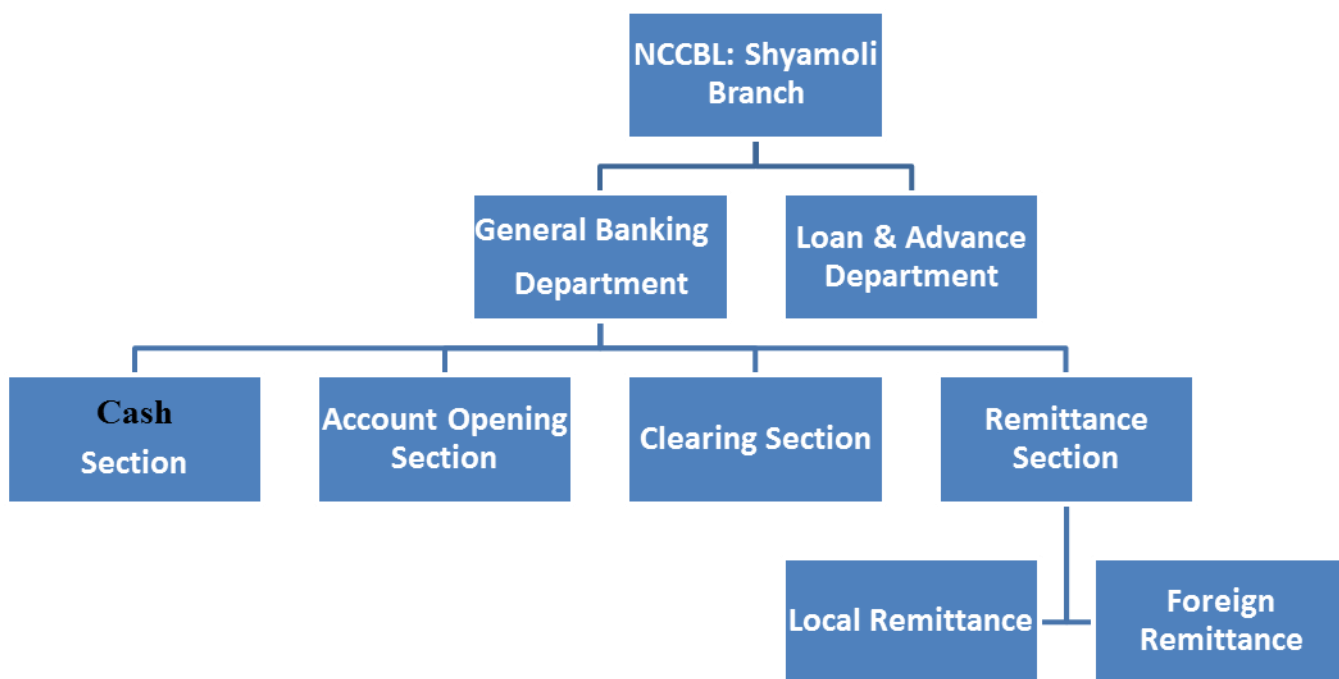 NCCBL: Shyamoli
Branch
General Banking
Department
Loan & Advance
Department
Cash
Section
Account Opening
Section
Clearing Section
Remittance
Section
Local Remittance
Foreign
Remittance